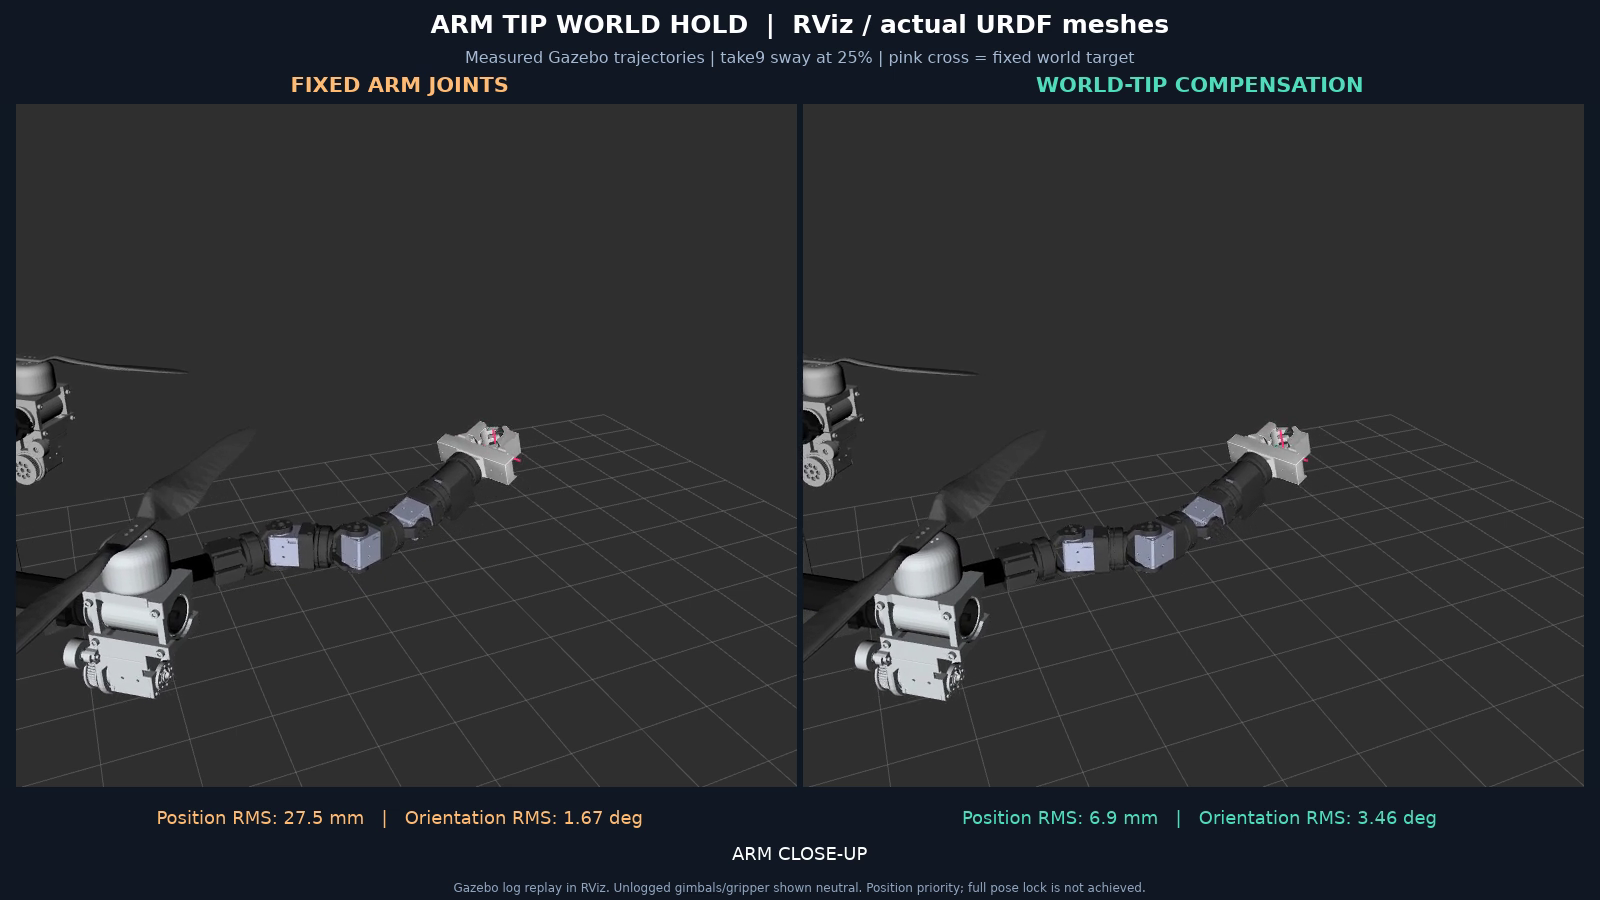 ARM TIP WORLD HOLD | RViz / actual URDF meshes
Measured Gazebo trajectories | take9 sway at 25% | pink cross = fixed world target
FIXED ARM JOINTS
WORLD-TIP COMPENSATION
Position RMS: 27.5 mm | Orientation RMS: 1.67 deg
Position RMS: 6.9 mm | Orientation RMS: 3.46 deg
ARM CLOSE-UP
Gazebo log replay in RViz. Unlogged gimbals/gripper shown neutral. Position priority; full pose lock is not achieved.